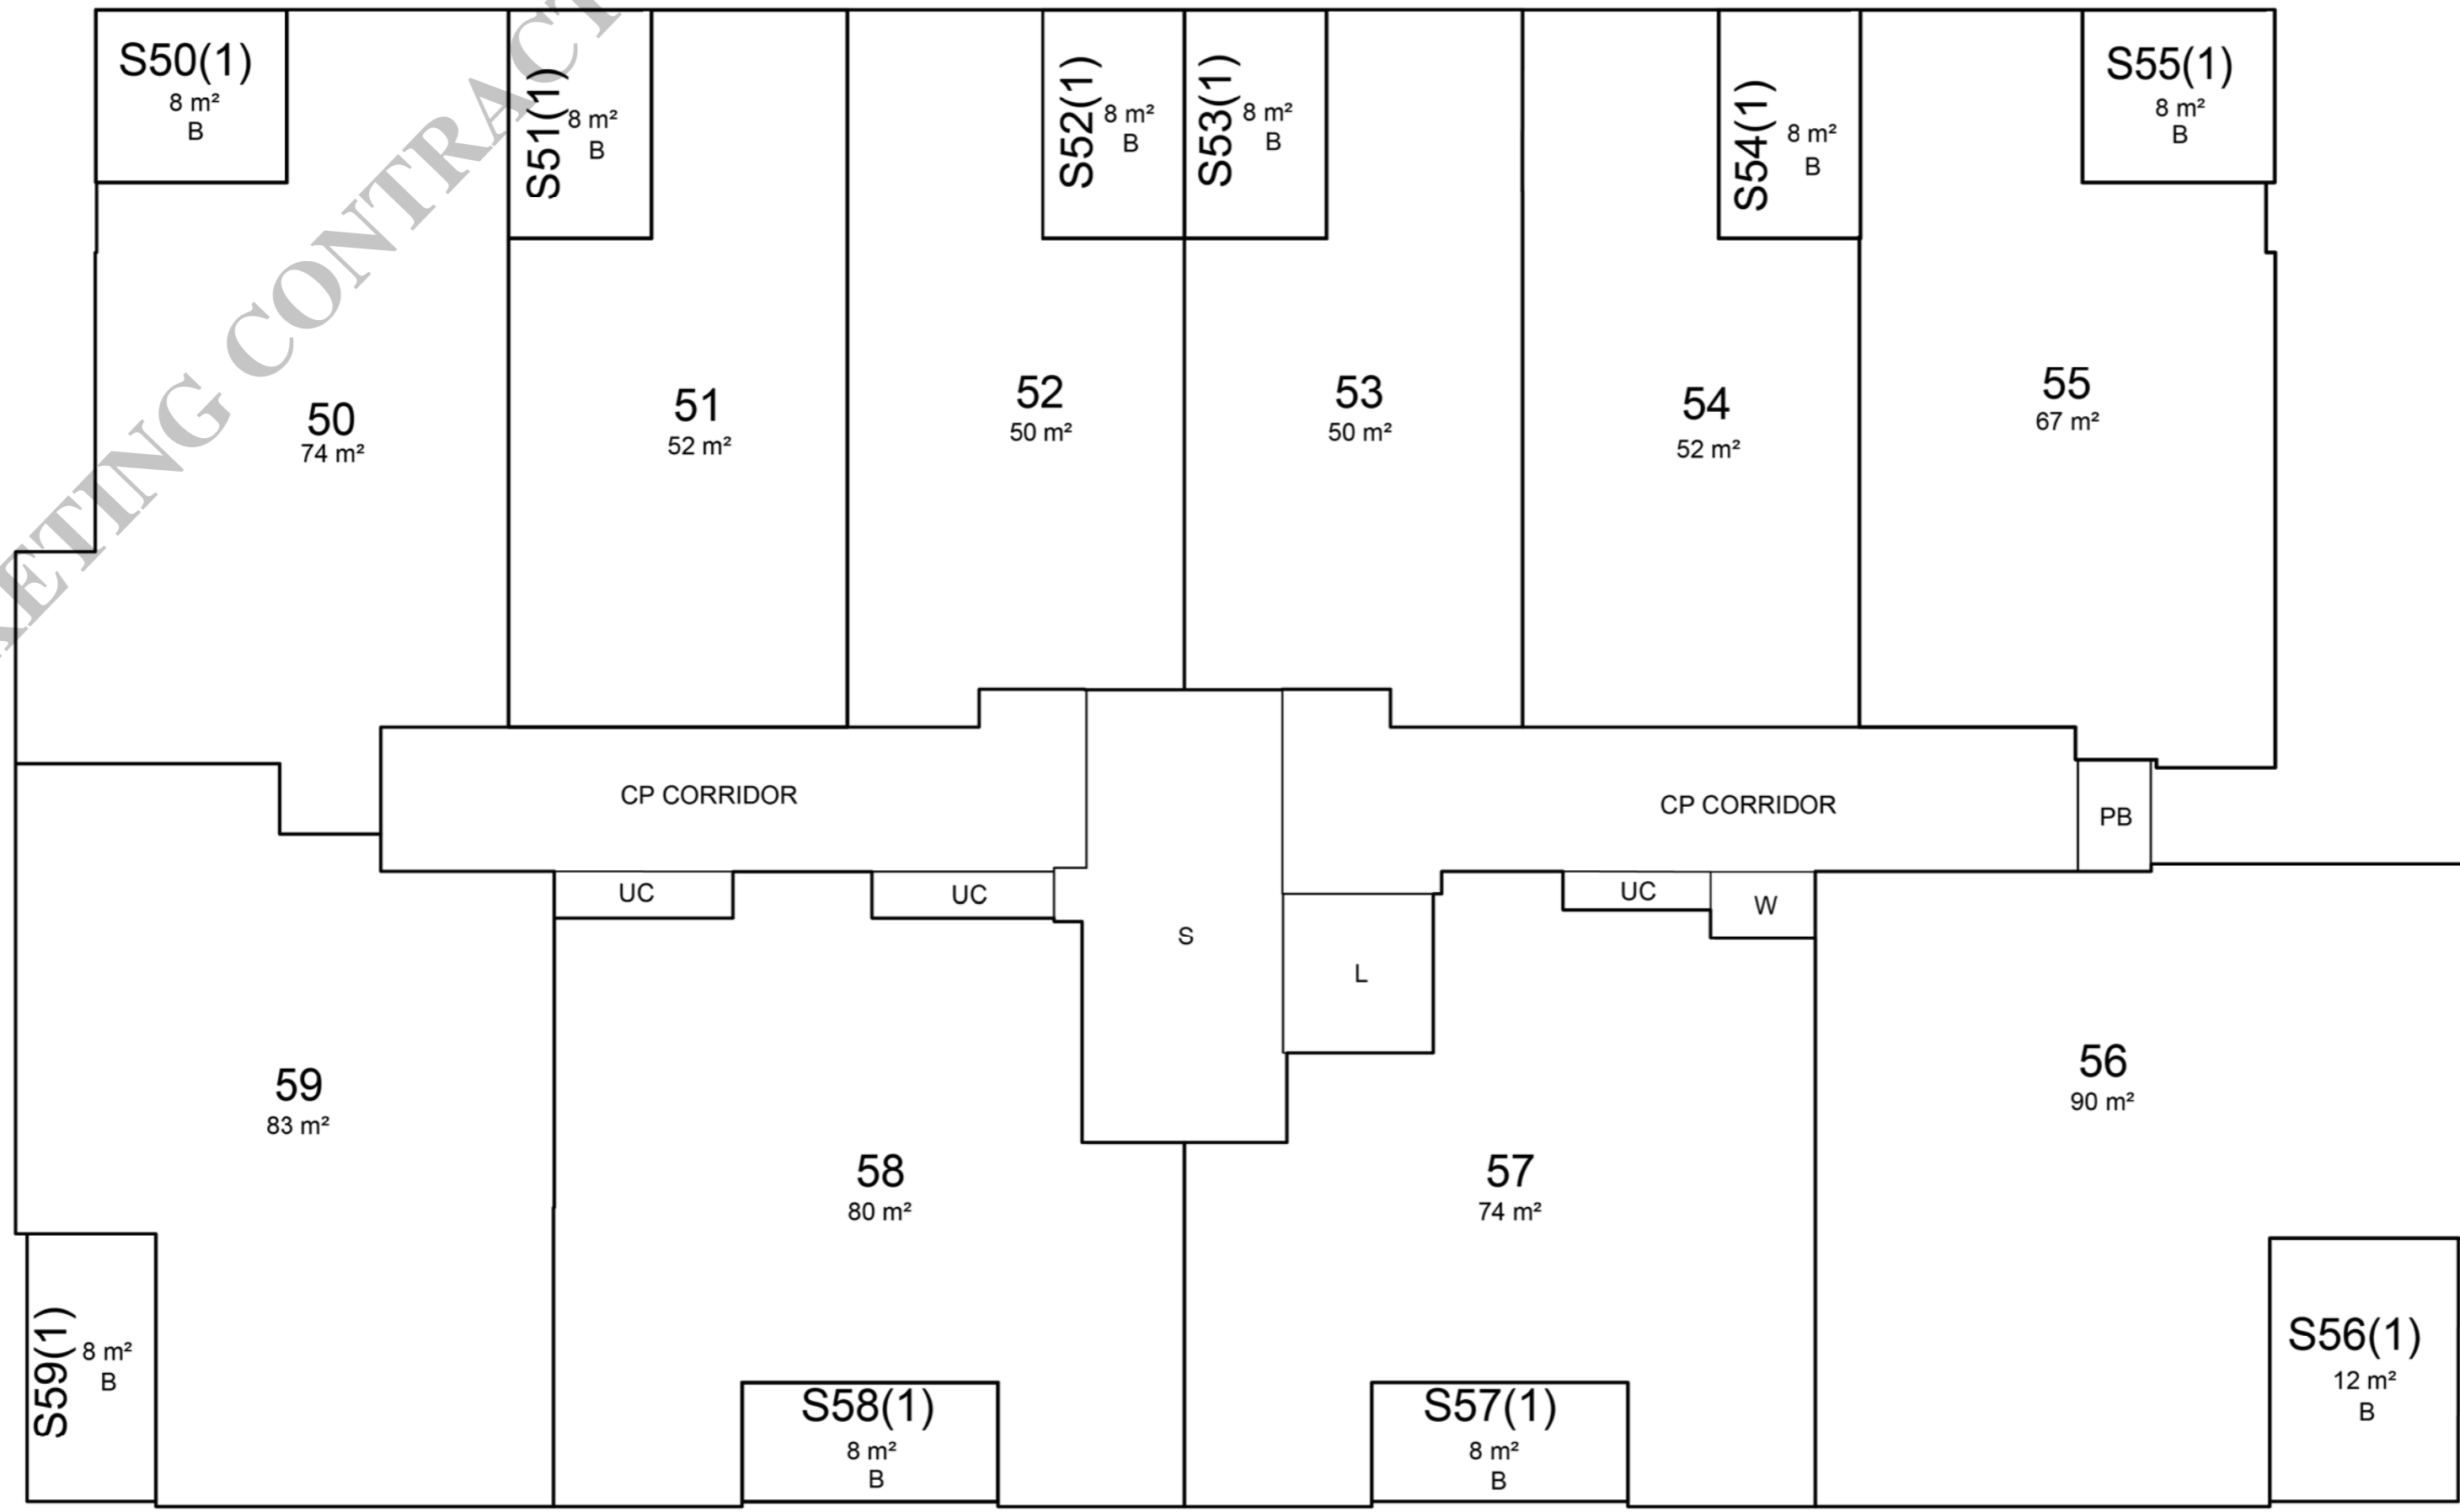 S50(1)
8 m²
B
S51(1)
8 m²
B
S52(1)
8 m²
B
S53(1)
8 m²
B
S54(1)
8 m²
B
S55(1)
8 m²
B
50
74 m²
51
52 m²
52
50 m²
53
50 m²
54
52 m²
55
67 m²
CP CORRIDOR
CP CORRIDOR
PB
UC
UC
S
L
UC
W
59
83 m²
58
80 m²
57
74 m²
56
90 m²
S59(1)
8 m²
B
S58(1)
8 m²
B
S57(1)
8 m²
B
S56(1)
12 m²
B
CONTRACT